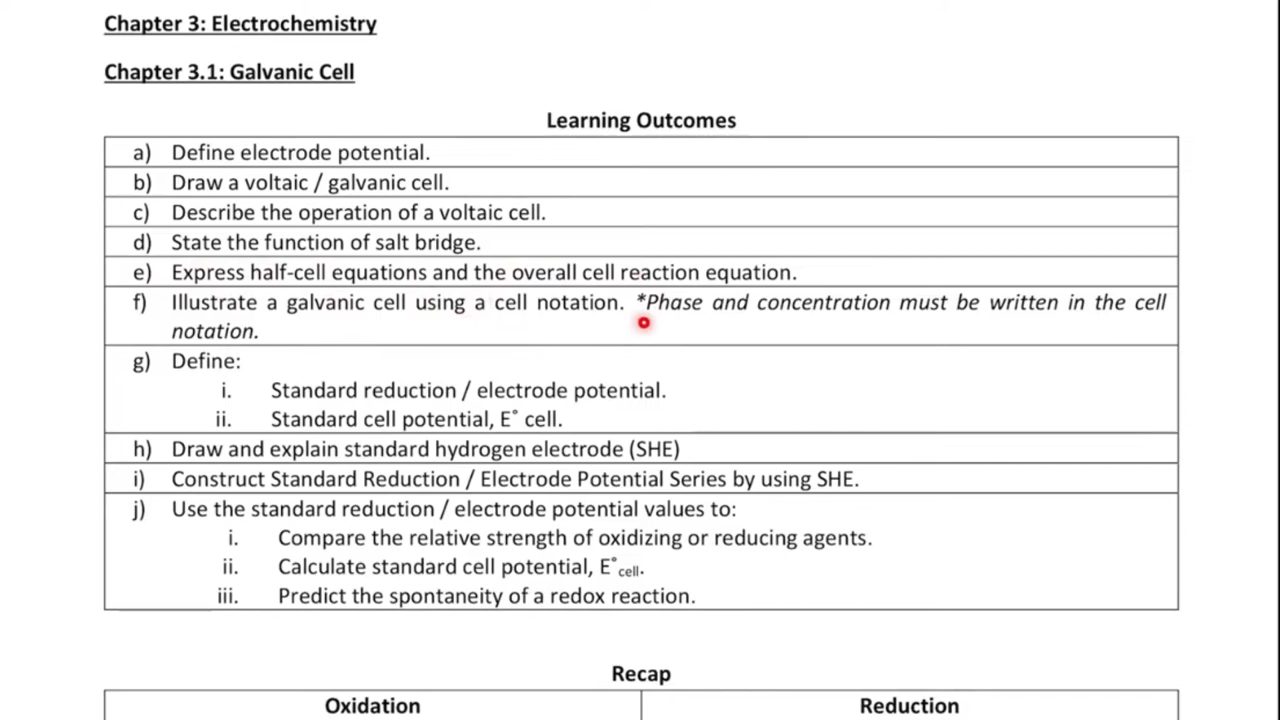 Chapter 3: Electrochemistry
Chapter 3.1: Galvanic Cell
Learning Outcomes
a) Define electrode potential.
b) Draw a voltaic / galvanic cell.
c) Describe the operation of a voltaic cell.
d) State the function of salt bridge.
e) Express half-cell equations and the overall cell reaction equation.
f) Illustrate a galvanic cell using a cell notation. *Phase and concentration must be written in the cell
notation.
g) Define:
i. Standard reduction / electrode potential.
ii. Standard cell potential, E˚ cell.
h) Draw and explain standard hydrogen electrode (SHE)
i) Construct Standard Reduction / Electrode Potential Series by using SHE.
j) Use the standard reduction / electrode potential values to:
i. Compare the relative strength of oxidizing or reducing agents.
ii. Calculate standard cell potential, E˚cell.
iii. Predict the spontaneity of a redox reaction.
Recap
Oxidation Reduction